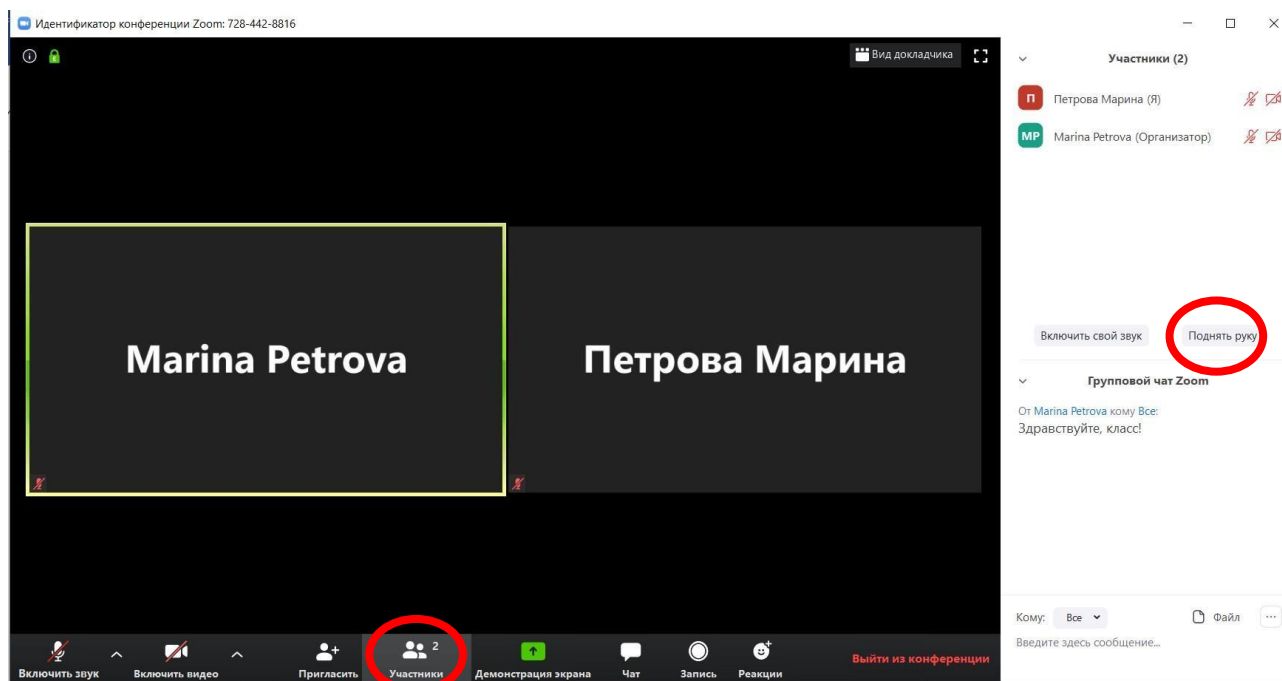 Идентификатор конференции Zoom: 728-442-8816
Вид докладчика
Участники (2)
П Петрова Марина (Я)
MP Marina Petrova (Организатор)
Marina Petrova
Петрова Марина
Включить свой звук Поднять руку
Групповой чат Zoom
От Marina Petrova кому Все:
Здравствуйте, класс!
Кому: Все Файл ...
Введите здесь сообщение...
2
Включить звук Включить видео Пригласить Участники Демонстрация экрана Чат Запись Реакции Выйти из конференции